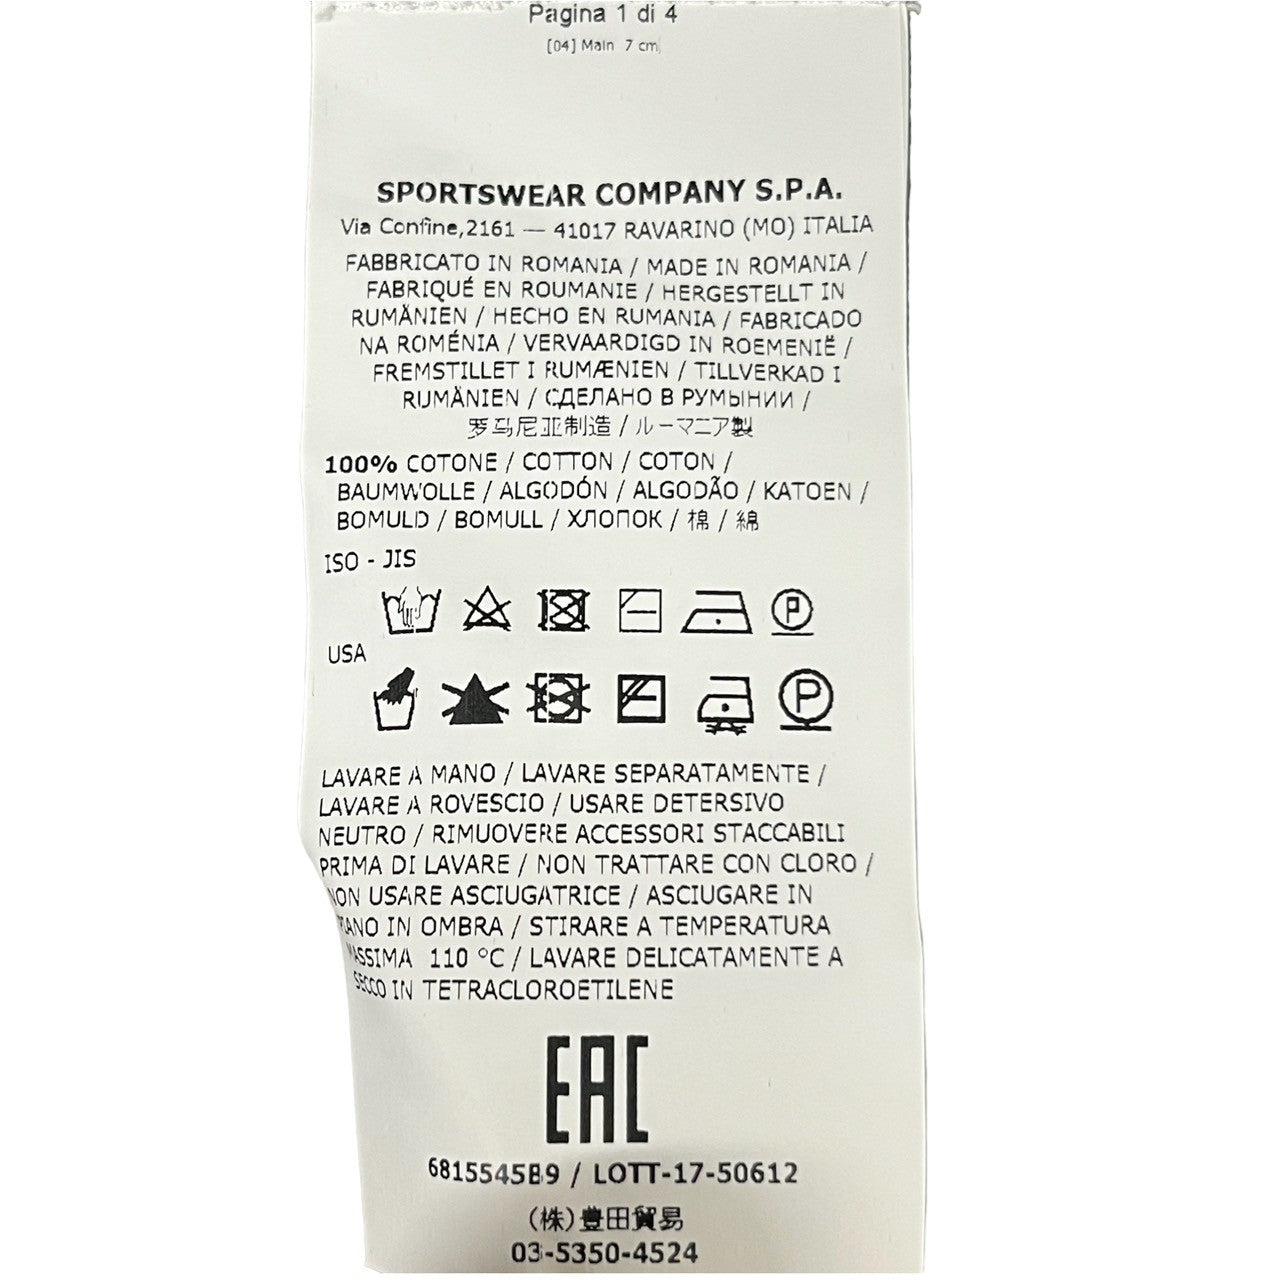 Pagina 1 di 4
[04] Main 7 cm
SPORTSWEAR COMPANY S.P.A.
Via Confine,2161 — 41017 RAVARINO (MO) ITALIA
FABBRICATO IN ROMANIA / MADE IN ROMANIA /
FABRIQUÉ EN ROUMANIE / HERGESTELLT IN
RUMÄNIEN / HECHO EN RUMANIA / FABRICADO
NA ROMÉNIA / VERVAARDIGD IN ROEMENIË /
FREMSTILLET I RUMÆNIEN / TILLVERKAD I
RUMÄNIEN / СДЕЛАНО В РУМЫНИИ /
罗马尼亚制造 / ルーマニア製
100% COTONE / COTTON / COTON /
BAUMWOLLE / ALGODÓN / ALGODÃO / KATOEN /
BOMULD / BOMULL / ХЛОПОК / 棉 / 綿
ISO - JIS
P
USA
P
LAVARE A MANO / LAVARE SEPARATAMENTE /
LAVARE A ROVESCIO / USARE DETERSIVO
NEUTRO / RIMUOVERE ACCESSORI STACCABILI
PRIMA DI LAVARE / NON TRATTARE CON CLORO /
NON USARE ASCIUGATRICE / ASCIUGARE IN
PIANO IN OMBRA / STIRARE A TEMPERATURA
MASSIMA 110 °C / LAVARE DELICATAMENTE A
SECCO IN TETRACLOROETILENE
EAC
6815545B9 / LOTT-17-50612
(株)豊田貿易
03-5350-4524